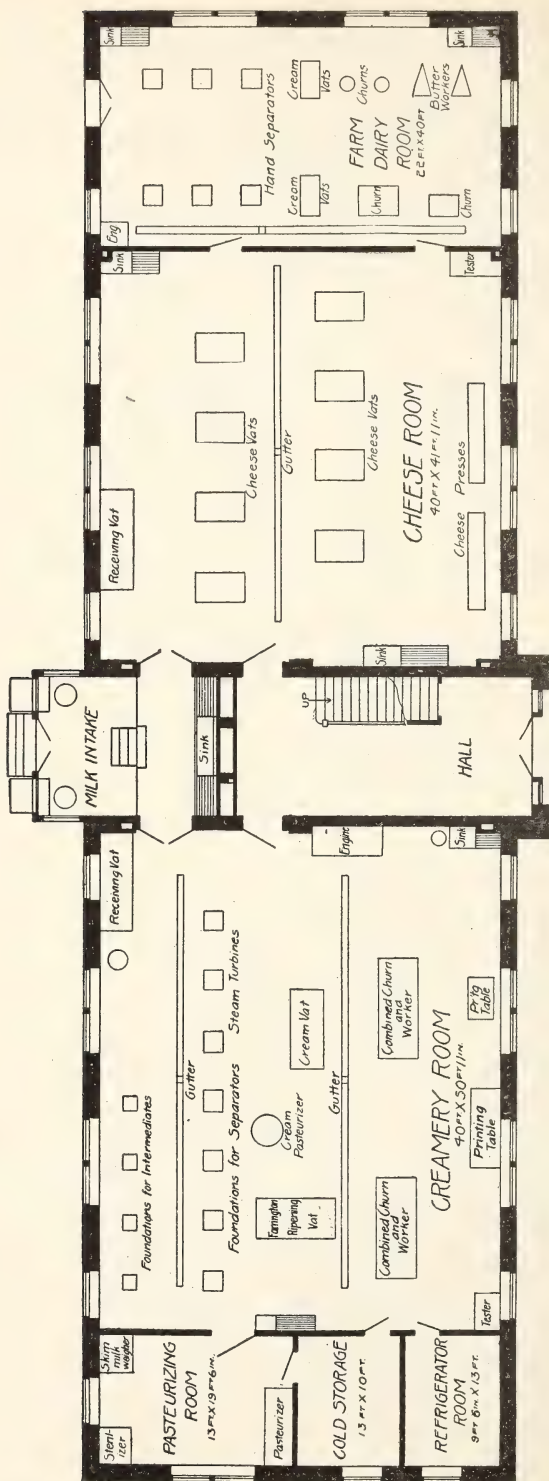 Steril-
izer
Skim
milk
weigher
PASTEURIZING
ROOM
13 FT X 19 FT 6 IN.
Pasteurizer
COLD STORAGE
13 FT X 10 FT.
REFRIGERATOR
ROOM
9 FT 6 IN X 13 FT.
Receiving Vat
Foundations for Intermediates
Gutter
Foundations for Separators
Steam Turbines
Farrington
Ripening
Vat
Cream
Pasteurizer
Cream Vat
Gutter
Engine
Combined Churn
and
Worker
Combined Churn
and
Worker
CREAMERY ROOM
40 FT X 50 FT 11 IN.
Tester
Printing
Table
Pr'tg
Table
Sink
MILK INTAKE
Sink
UP
HALL
Receiving Vat
Sink
Cheese Vats
Gutter
Cheese Vats
CHEESE ROOM
40 FT X 41 FT. 11 IN.
Sink
Cheese Presses
Tester
Eng
Sink
Hand Separators
Cream
Vats
Cream
Vats
Churn
Churns
FARM
DAIRY
ROOM
22 FT X 40 FT
Churn
Butter
Workers
Sink